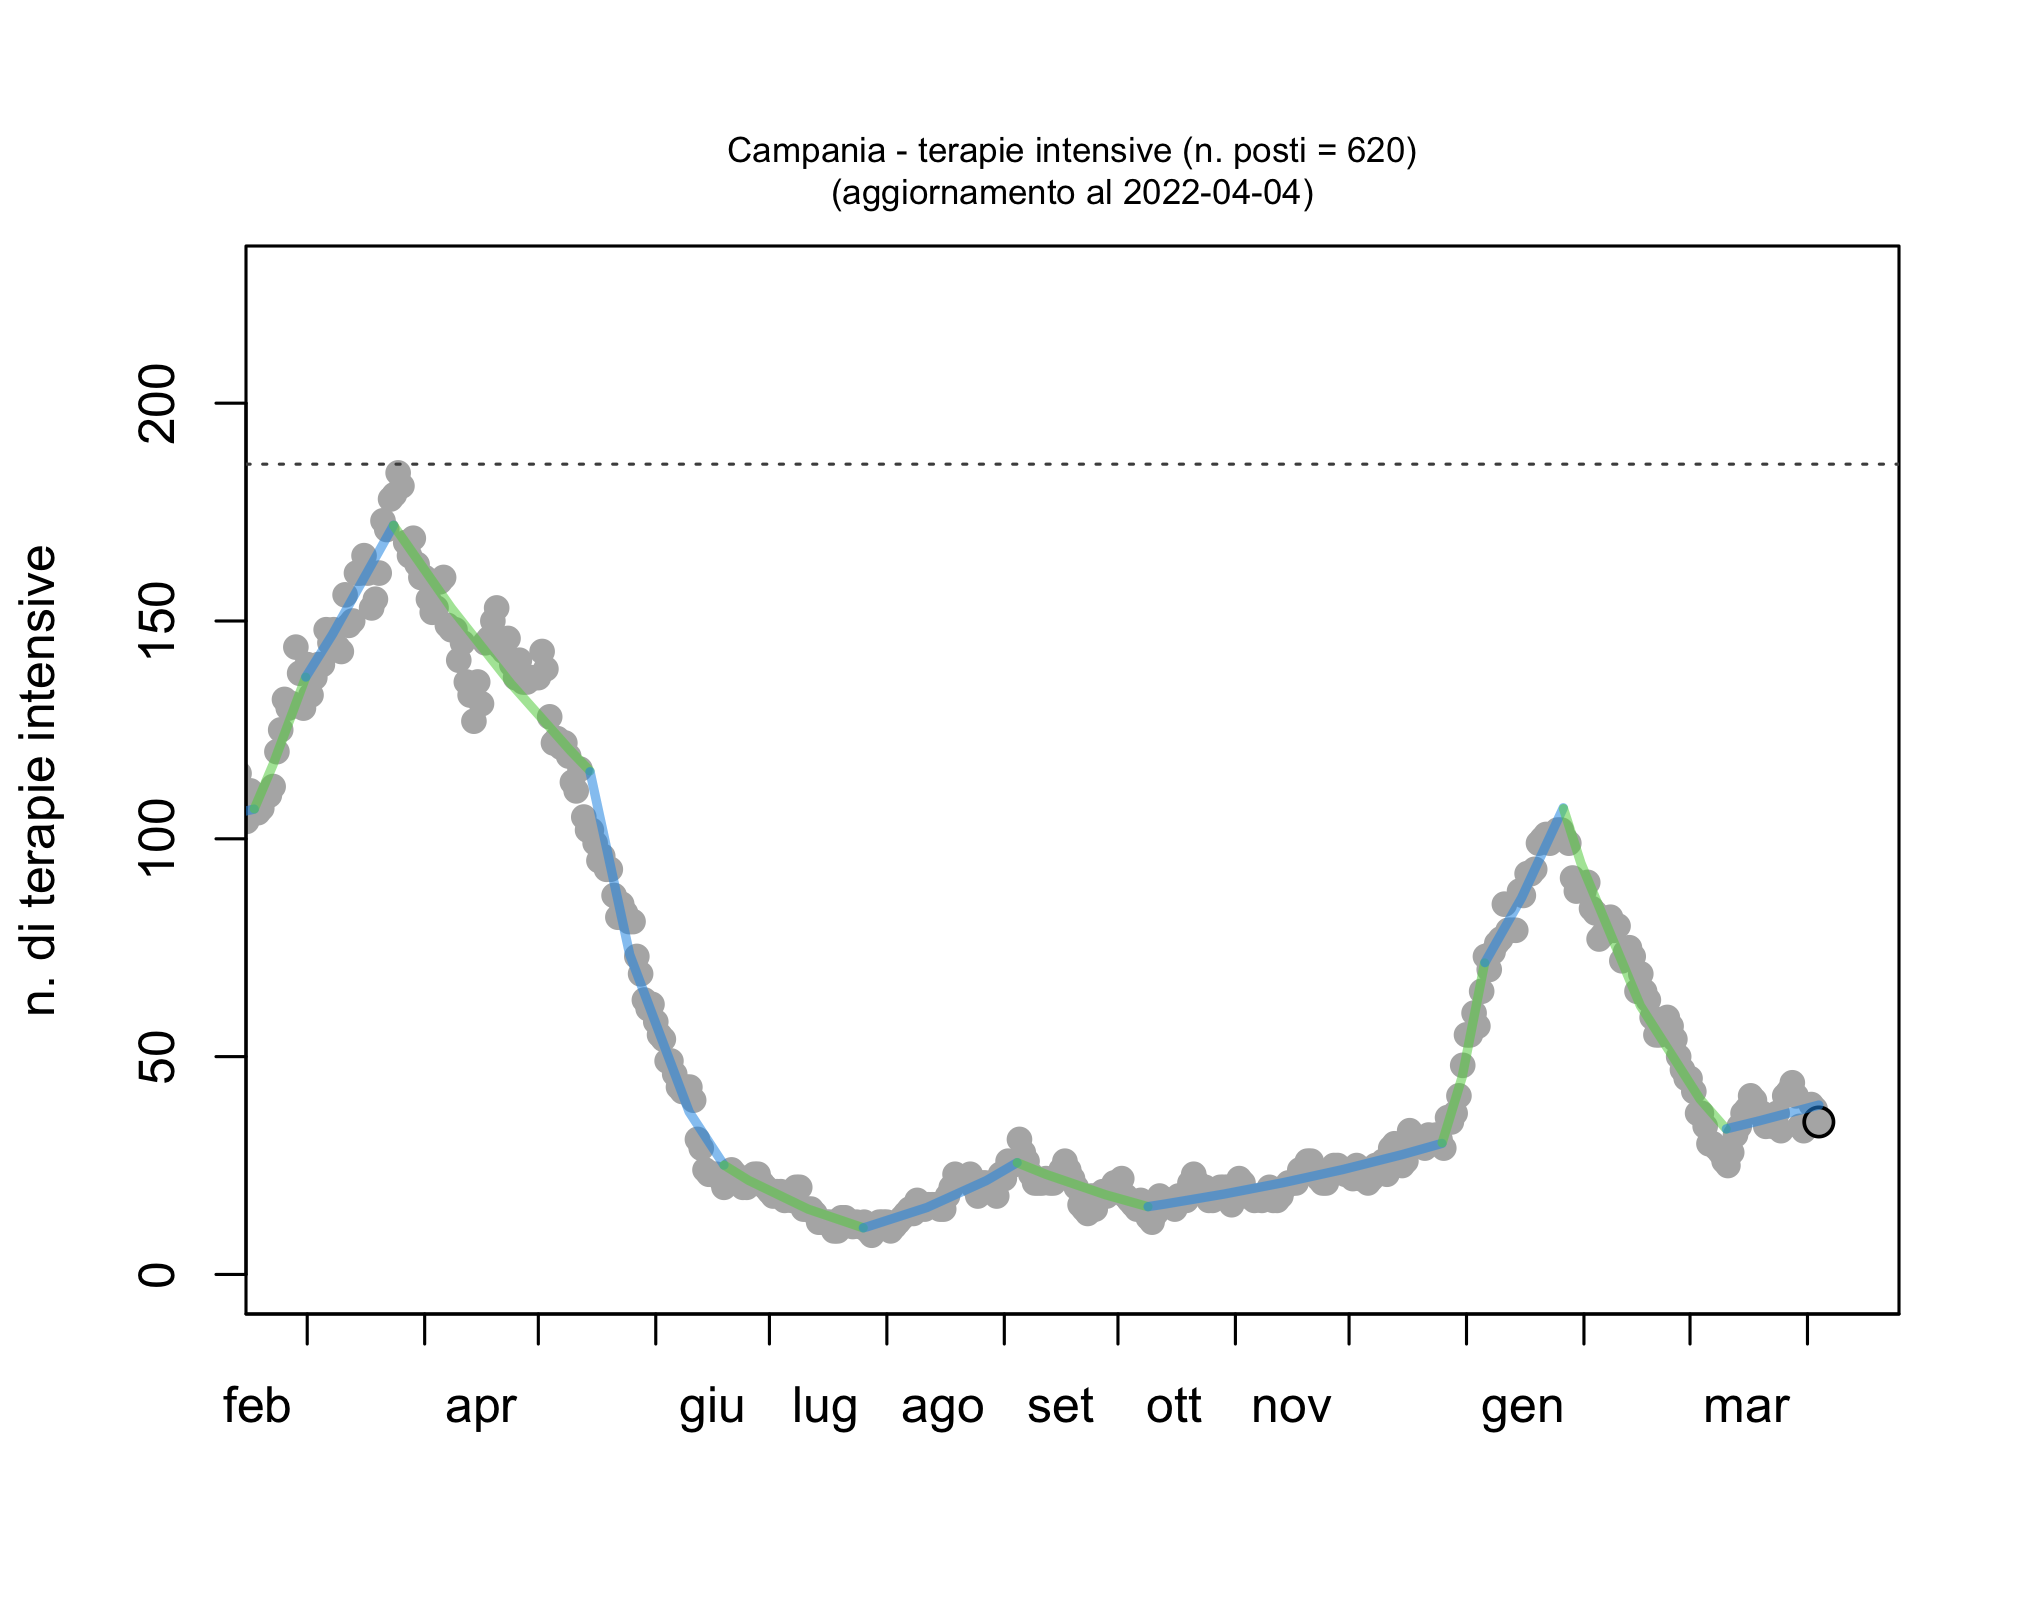 Campania - terapie intensive (n. posti = 620)
(aggiornamento al 2022-04-04)
n. di terapie intensive
200
150
100
50
0
feb apr giu lug ago set ott nov gen mar